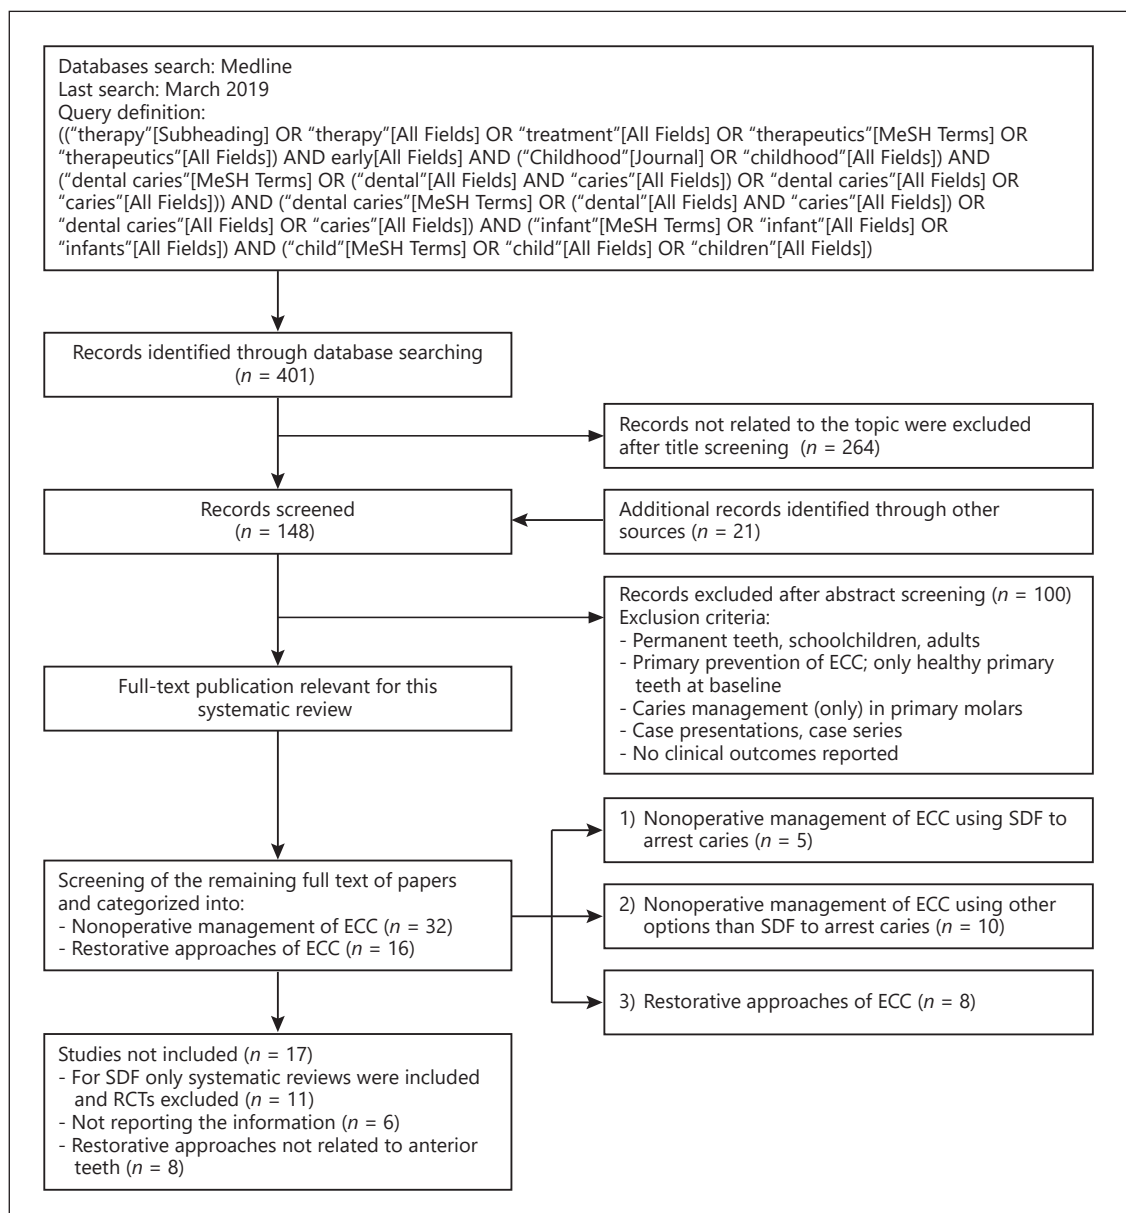 Databases search: Medline
Last search: March 2019
Query definition:
((“therapy”[Subheading] OR “therapy”[All Fields] OR “treatment”[All Fields] OR “therapeutics”[MeSH Terms] OR
“therapeutics”[All Fields]) AND early[All Fields] AND (“Childhood”[Journal] OR “childhood”[All Fields]) AND
(“dental caries”[MeSH Terms] OR (“dental”[All Fields] AND “caries”[All Fields]) OR “dental caries”[All Fields] OR
“caries”[All Fields])) AND (“dental caries”[MeSH Terms] OR (“dental”[All Fields] AND “caries”[All Fields]) OR
“dental caries”[All Fields] OR “caries”[All Fields]) AND (“infant”[MeSH Terms] OR “infant”[All Fields] OR
“infants”[All Fields]) AND (“child”[MeSH Terms] OR “child”[All Fields] OR “children”[All Fields])
Records identified through database searching
(n = 401)
Records not related to the topic were excluded
after title screening (n = 264)
Records screened
(n = 148)
Additional records identified through other
sources (n = 21)
Records excluded after abstract screening (n = 100)
Exclusion criteria:
- Permanent teeth, schoolchildren, adults
- Primary prevention of ECC; only healthy primary
teeth at baseline
- Caries management (only) in primary molars
- Case presentations, case series
- No clinical outcomes reported
Full-text publication relevant for this
systematic review
1) Nonoperative management of ECC using SDF to
arrest caries (n = 5)
Screening of the remaining full text of papers
and categorized into:
- Nonoperative management of ECC (n = 32)
- Restorative approaches of ECC (n = 16)
2) Nonoperative management of ECC using other
options than SDF to arrest caries (n = 10)
3) Restorative approaches of ECC (n = 8)
Studies not included (n = 17)
- For SDF only systematic reviews were included
and RCTs excluded (n = 11)
- Not reporting the information (n = 6)
- Restorative approaches not related to anterior
teeth (n = 8)